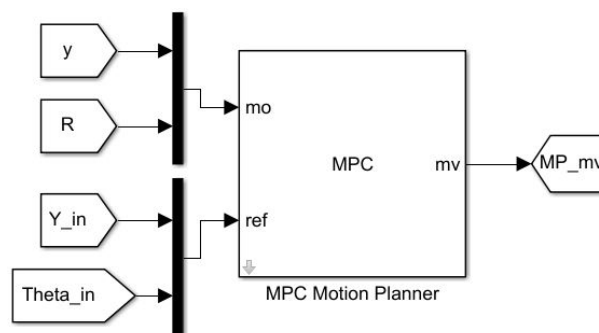 y
R
Y_in
Theta_in
mo
ref
MPC
mv
MP_mv
MPC Motion Planner